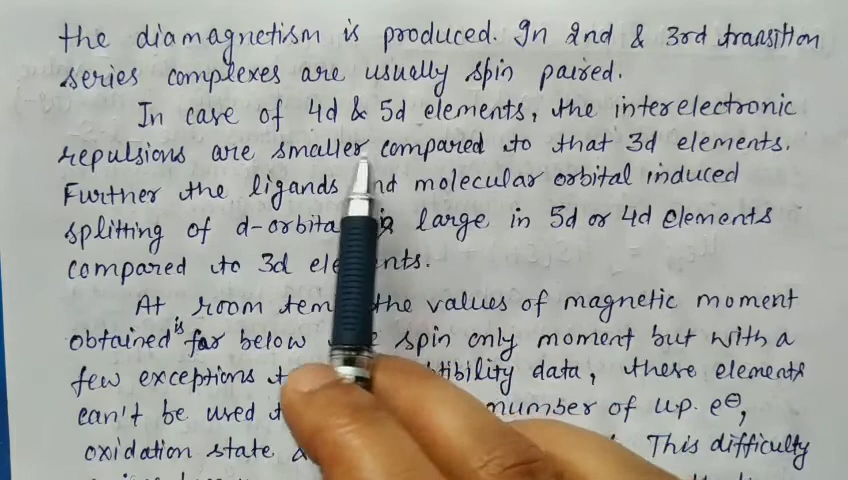 the diamagnetism is produced. In 2nd & 3rd transition
series complexes are usually spin paired.
In case of 4d & 5d elements, the interelectronic
repulsions are smaller compared to that 3d elements.
Further the ligands and molecular orbital induced
splitting of d-orbita is large in 5d or 4d elements
compared to 3d elements.
At room tem the values of magnetic moment
obtained is far below spin only moment but with a
few exceptions tibility data, these elements
can't be used number of u.p. e⊖,
oxidation state This difficulty